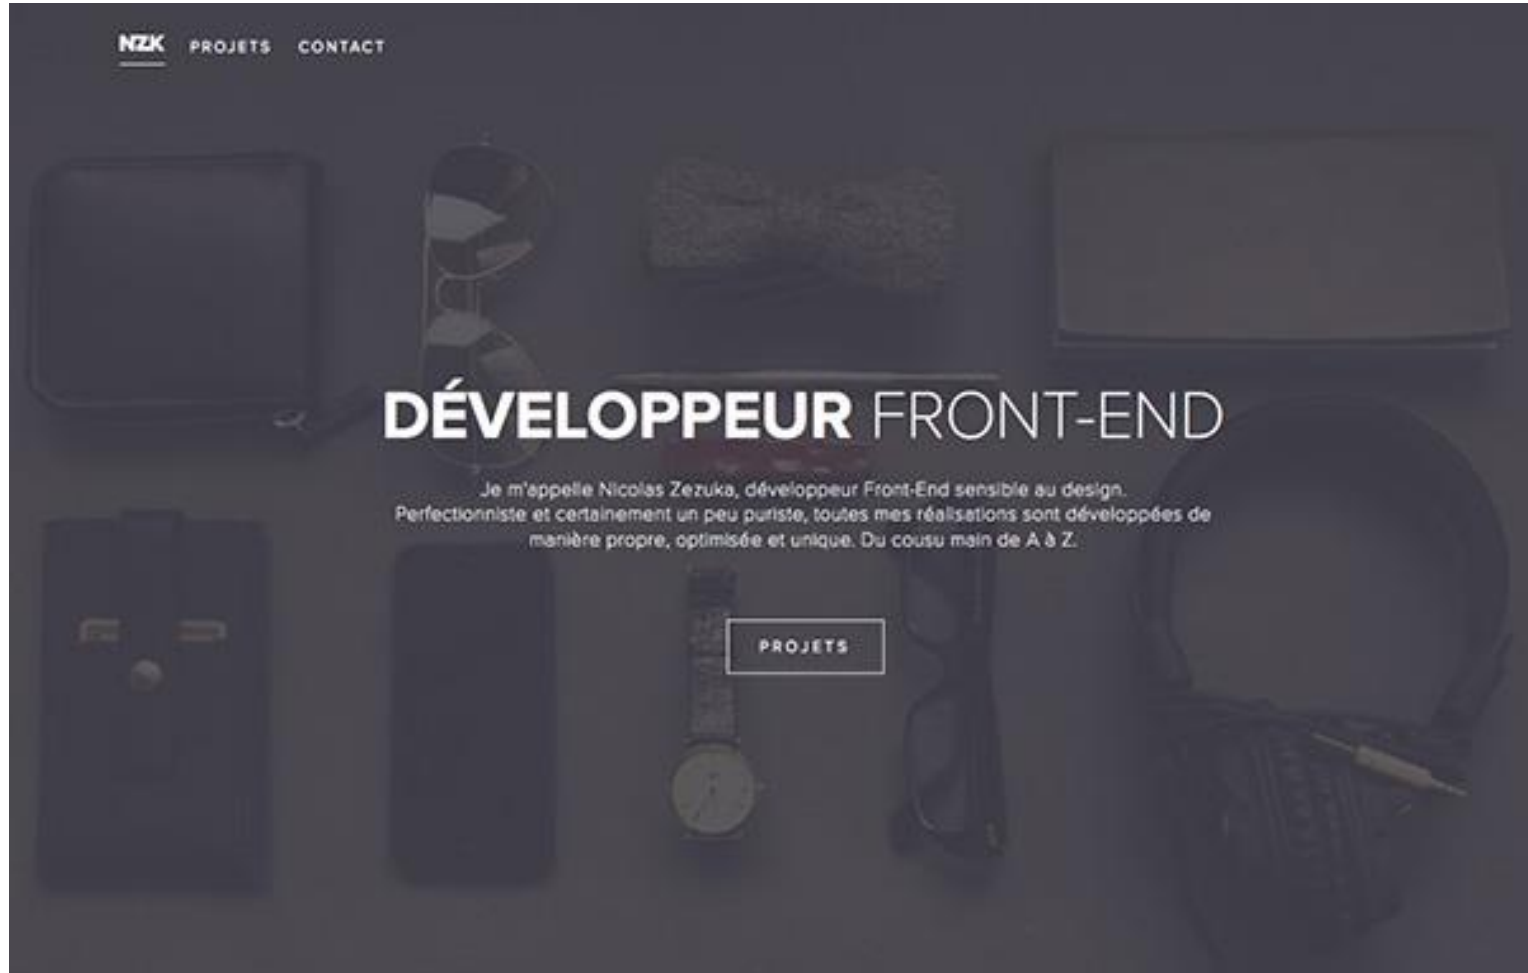 NZK PROJETS CONTACT
DÉVELOPPEUR FRONT-END
Je m'appelle Nicolas Zezuka, développeur Front-End sensible au design.
Perfectionniste et certainement un peu puriste, toutes mes réalisations sont développées de
manière propre, optimisée et unique. Du cousu main de A à Z.
PROJETS